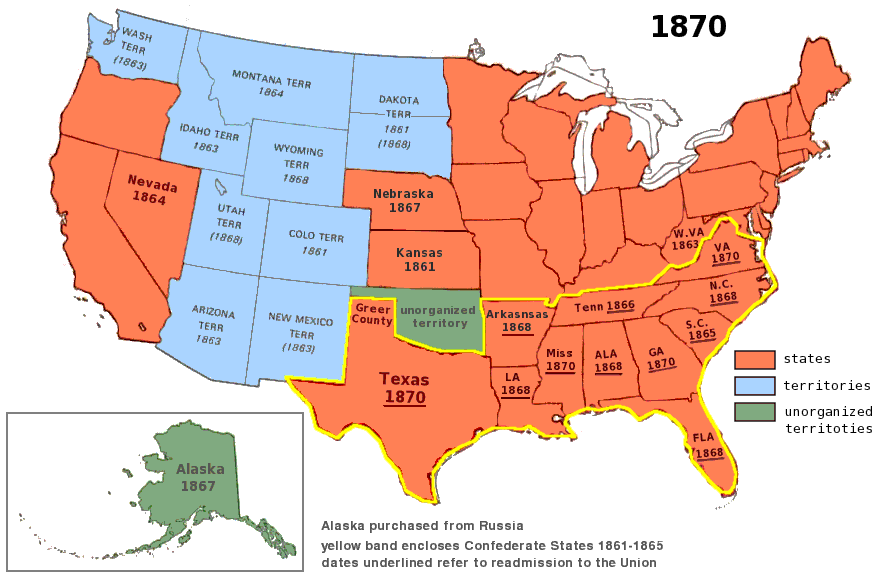 1870
WASH
TERR
(1863)
MONTANA TERR
1864
DAKOTA
TERR
1861
(1868)
IDAHO TERR
1863
WYOMING
TERR
1868
Nevada
1864
Nebraska
1867
UTAH
TERR
(1868)
COLO TERR
1861
Kansas
1861
W.VA
1863
VA
1870
ARIZONA
TERR
1863
NEW MEXICO
TERR
(1863)
Greer
County
unorganized
territory
Arkasnsas
1868
Tenn 1866
N.C.
1868
S.C.
1865
Texas
1870
LA
1868
Miss
1870
ALA
1868
GA
1870
FLA
1868
states
territories
unorganized
territoties
Alaska
1867
Alaska purchased from Russia
yellow band encloses Confederate States 1861-1865
dates underlined refer to readmission to the Union